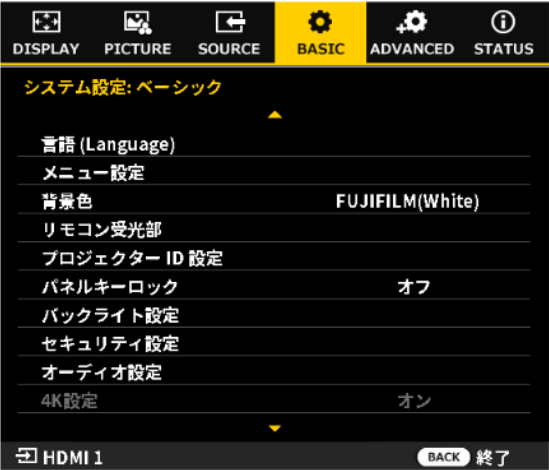 DISPLAY PICTURE SOURCE BASIC ADVANCED STATUS
システム設定: ベーシック
言語 (Language)
メニュー設定
背景色 FUJIFILM(White)
リモコン受光部
プロジェクター ID 設定
パネルキーロック オフ
バックライト設定
セキュリティ設定
オーディオ設定
4K設定 オン
HDMI 1 BACK 終了